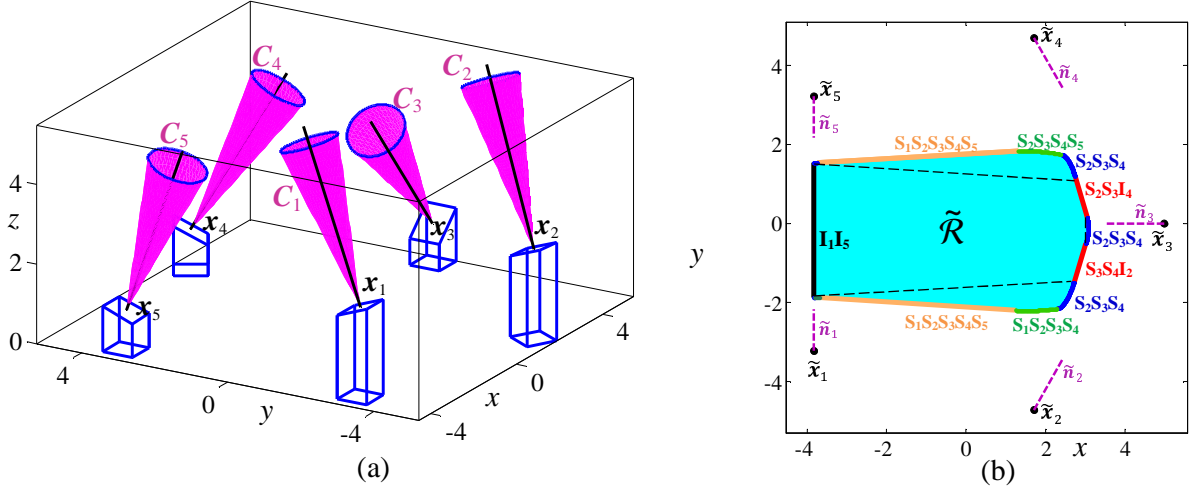 C₄
C₂
C₃
C₅
C₁
x₄
x₃
x₂
x₅
x₁
z
4
2
0
4
0
y
-4
-4
0
4
x
(a)
4
2
0
-2
-4
y
-4
-2
0
2
4
x
x̃₄
ñ₄
x̃₅
ñ₅
S₁S₂S₃S₄S₅
S₂S₃S₄S₅
S₂S₃S₄
S₂S₃I₄
ñ₃
x̃₃
I₁I₅
R̃
S₂S₃S₄
S₃S₄I₂
S₂S₃S₄
S₁S₂S₃S₄S₅
S₁S₂S₃S₄
ñ₁
x̃₁
ñ₂
x̃₂
(b)